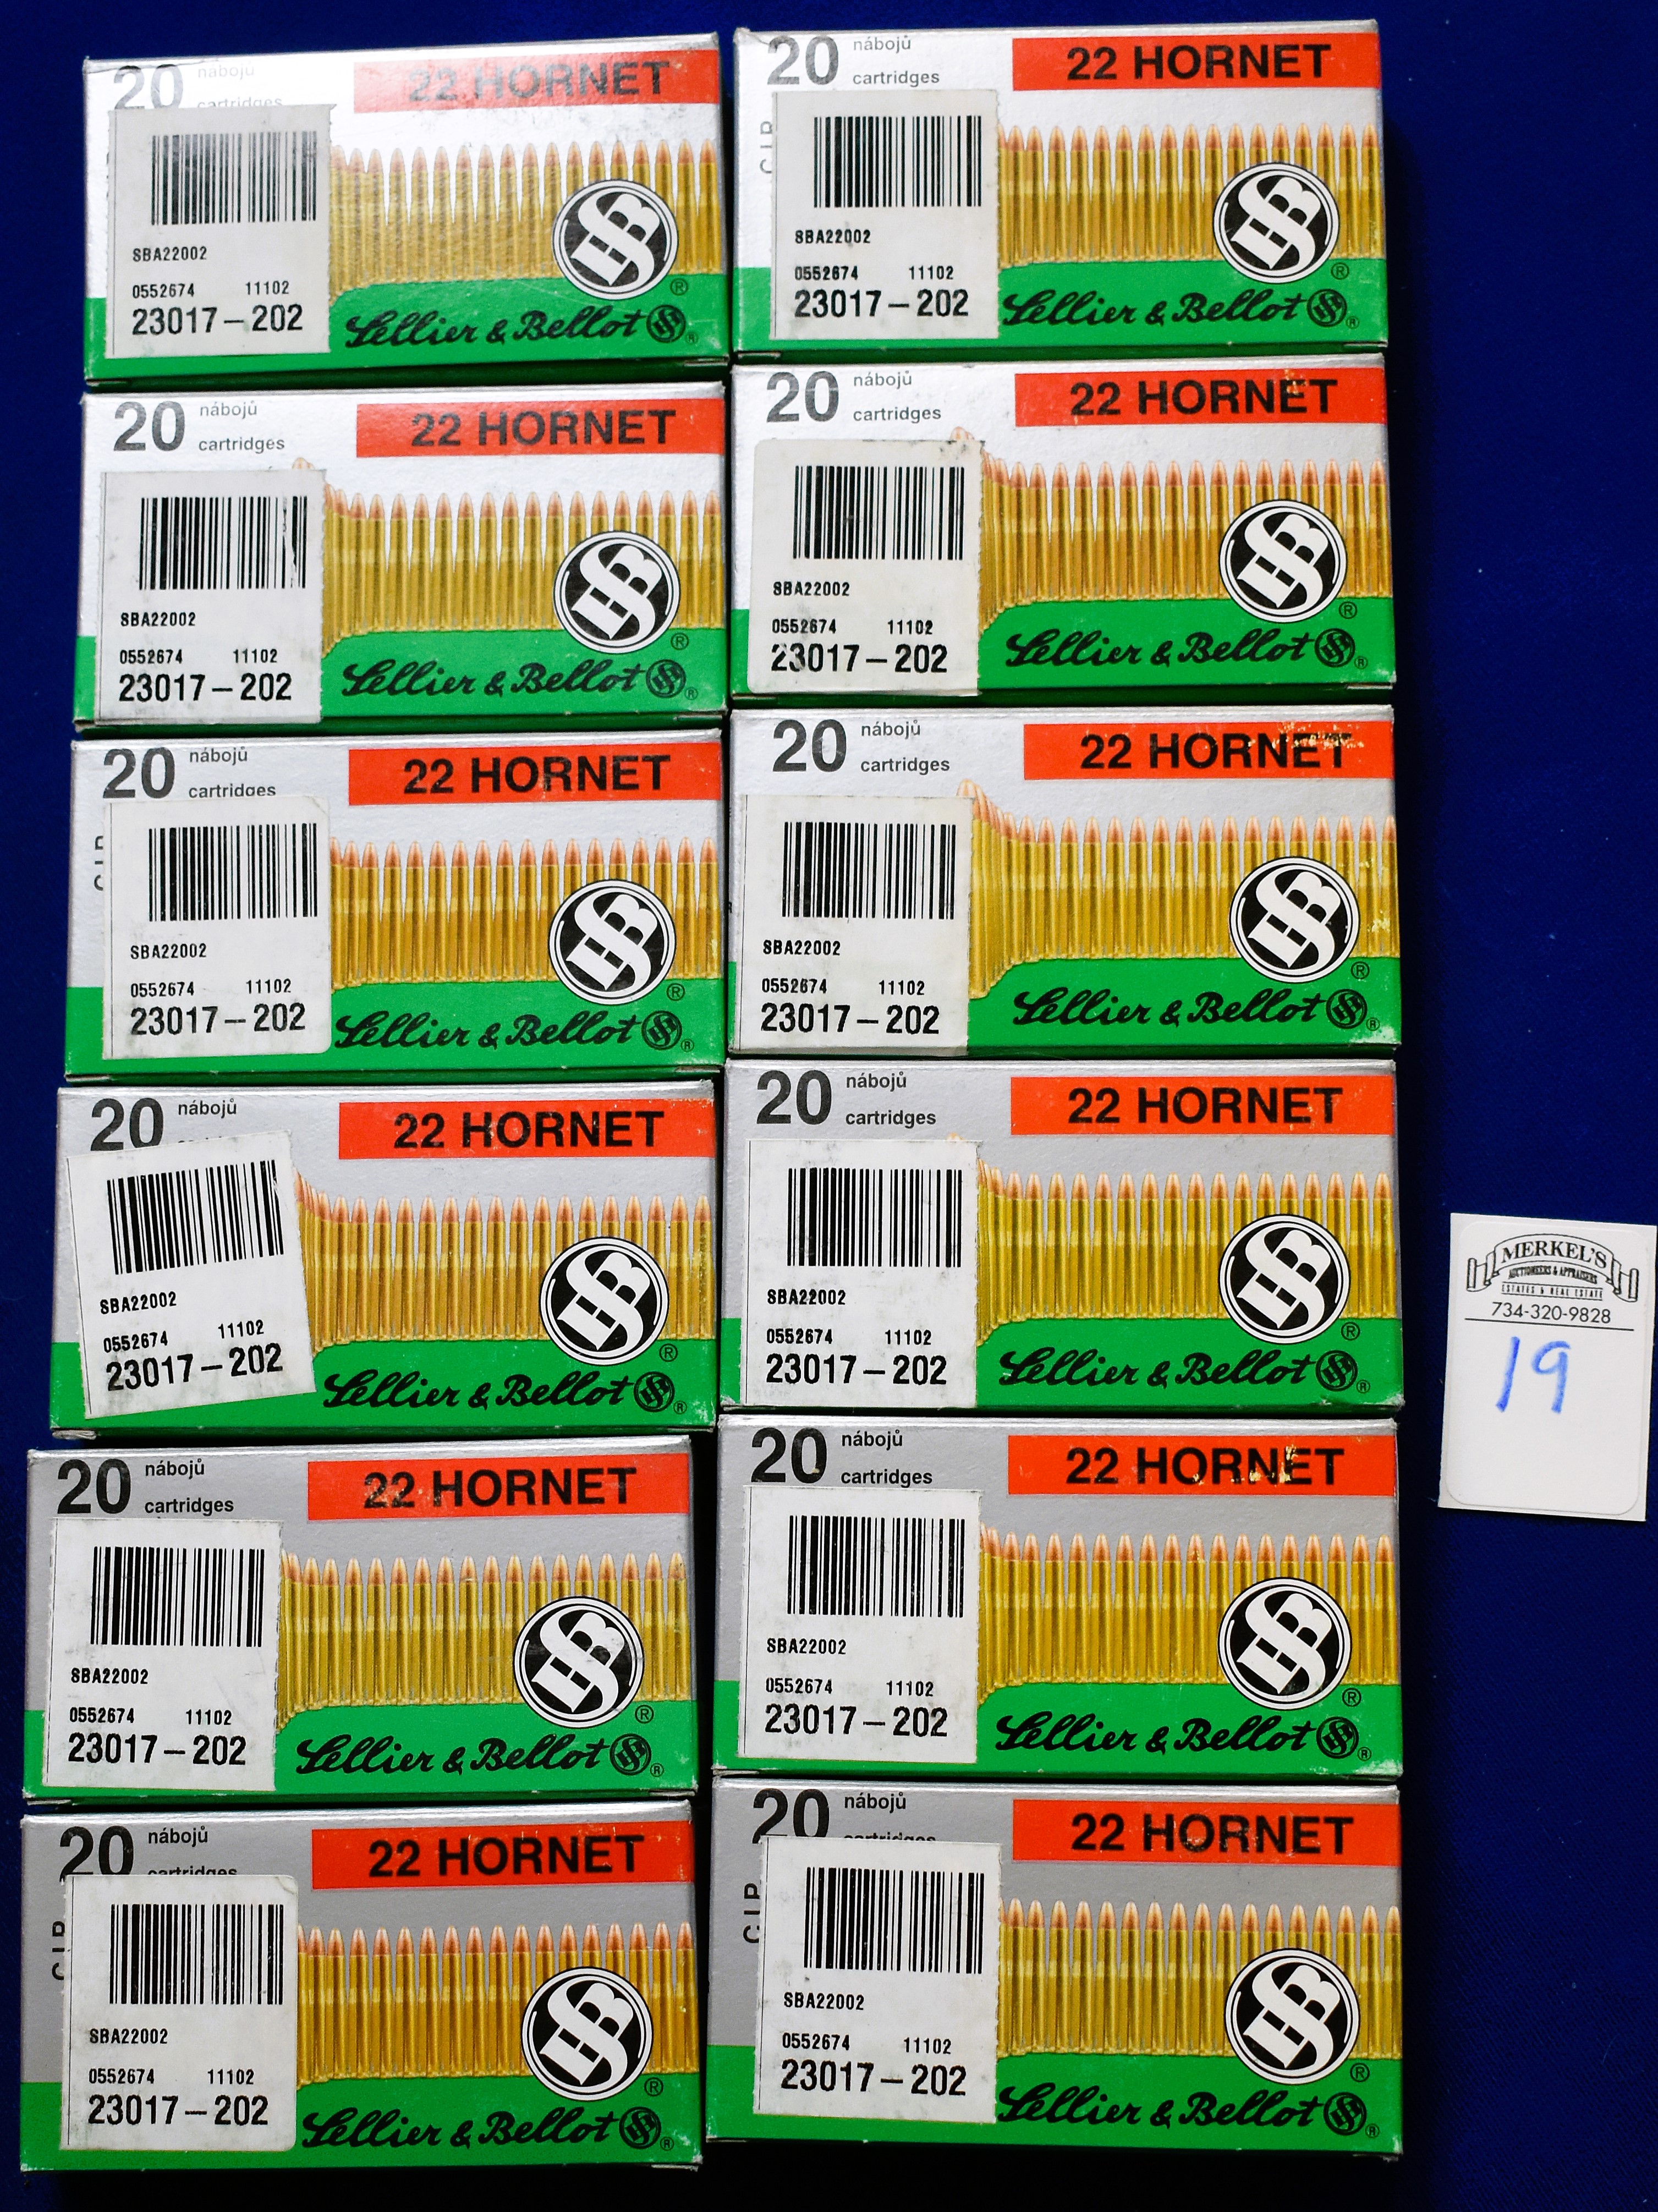 20 nábojů
cartridges
22 HORNET
SBA22002
0552674 11102
23017-202
Sellier & Bellot
20 nábojů
cartridges
22 HORNET
SBA22002
0552674 11102
23017-202
Sellier & Bellot
20 nábojů
cartridges
22 HORNET
SBA22002
0552674 11102
23017-202
Sellier & Bellot
20 nábojů
cartridges
22 HORNET
SBA22002
0552674 11102
23017-202
Sellier & Bellot
20 nábojů
cartridges
22 HORNET
SBA22002
0552674 11102
23017-202
Sellier & Bellot
20 nábojů
cartridges
22 HORNET
SBA22002
0552674 11102
23017-202
Sellier & Bellot
20 nábojů
22 HORNET
SBA22002
0552674 11102
23017-202
Sellier & Bellot
20 nábojů
cartridges
22 HORNET
SBA22002
0552674 11102
23017-202
Sellier & Bellot
20 nábojů
cartridges
22 HORNET
SBA22002
0552674 11102
23017-202
Sellier & Bellot
20 nábojů
cartridges
22 HORNET
SBA22002
0552674 11102
23017-202
Sellier & Bellot
20 nábojů
cartridges
22 HORNET
SBA22002
0552674 11102
23017-202
Sellier & Bellot
20 nábojů
cartridges
22 HORNET
SBA22002
0552674 11102
23017-202
Sellier & Bellot
MERKEL'S
AUCTIONEERS & APPRAISERS
ESTATES & REAL ESTATE
734-320-9828
19